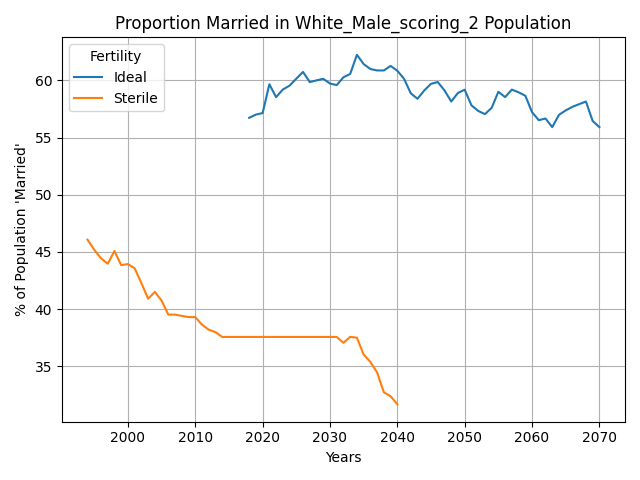 Proportion Married in White_Male_scoring_2 Population
Fertility
Ideal
Sterile
% of Population 'Married'
60
55
50
45
40
35
2000 2010 2020 2030 2040 2050 2060 2070
Years